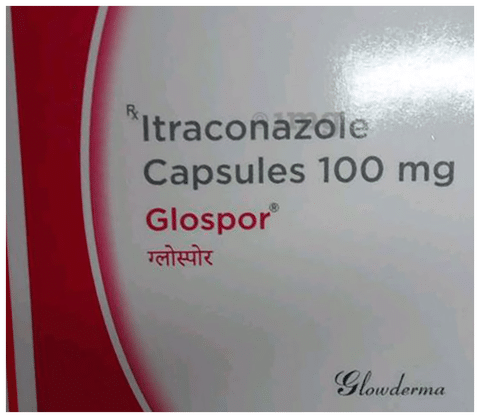 Rx Itraconazole
Capsules 100 mg
Glospor®
ग्लोस्पोर
Glowderma